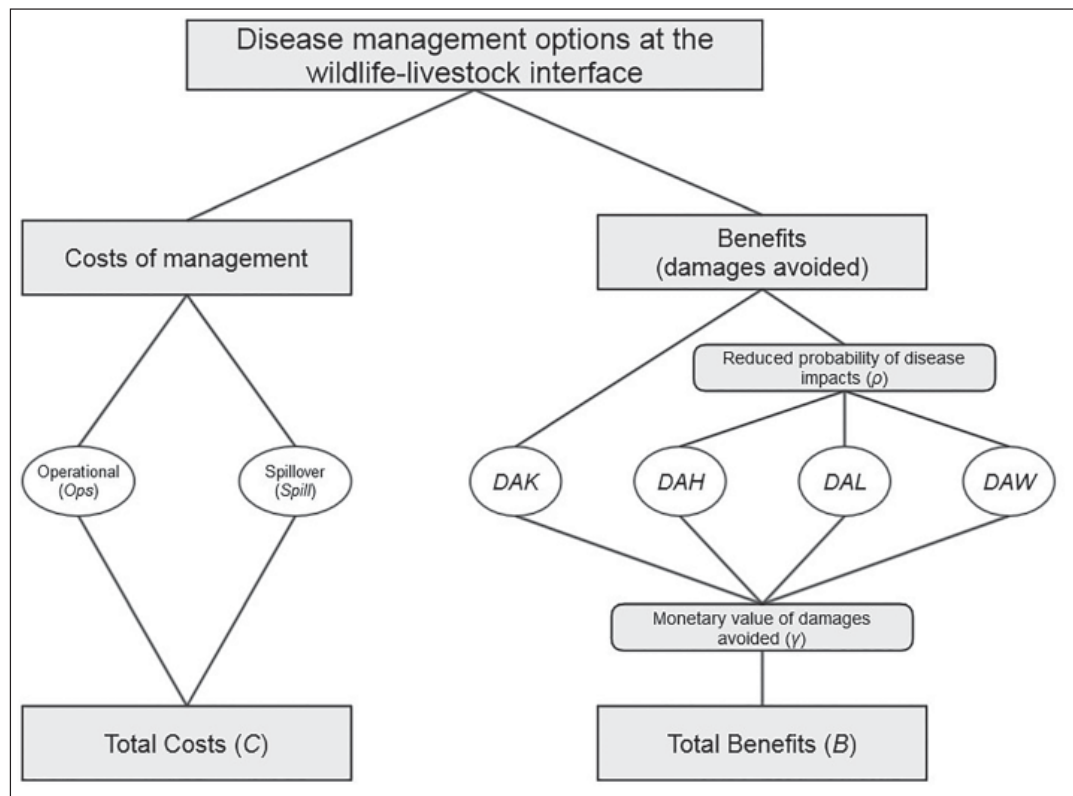 Disease management options at the
wildlife-livestock interface
Costs of management
Benefits
(damages avoided)
Reduced probability of disease
impacts (ρ)
Operational
(Ops)
Spillover
(Spill)
DAK
DAH
DAL
DAW
Monetary value of damages
avoided (γ)
Total Costs (C)
Total Benefits (B)